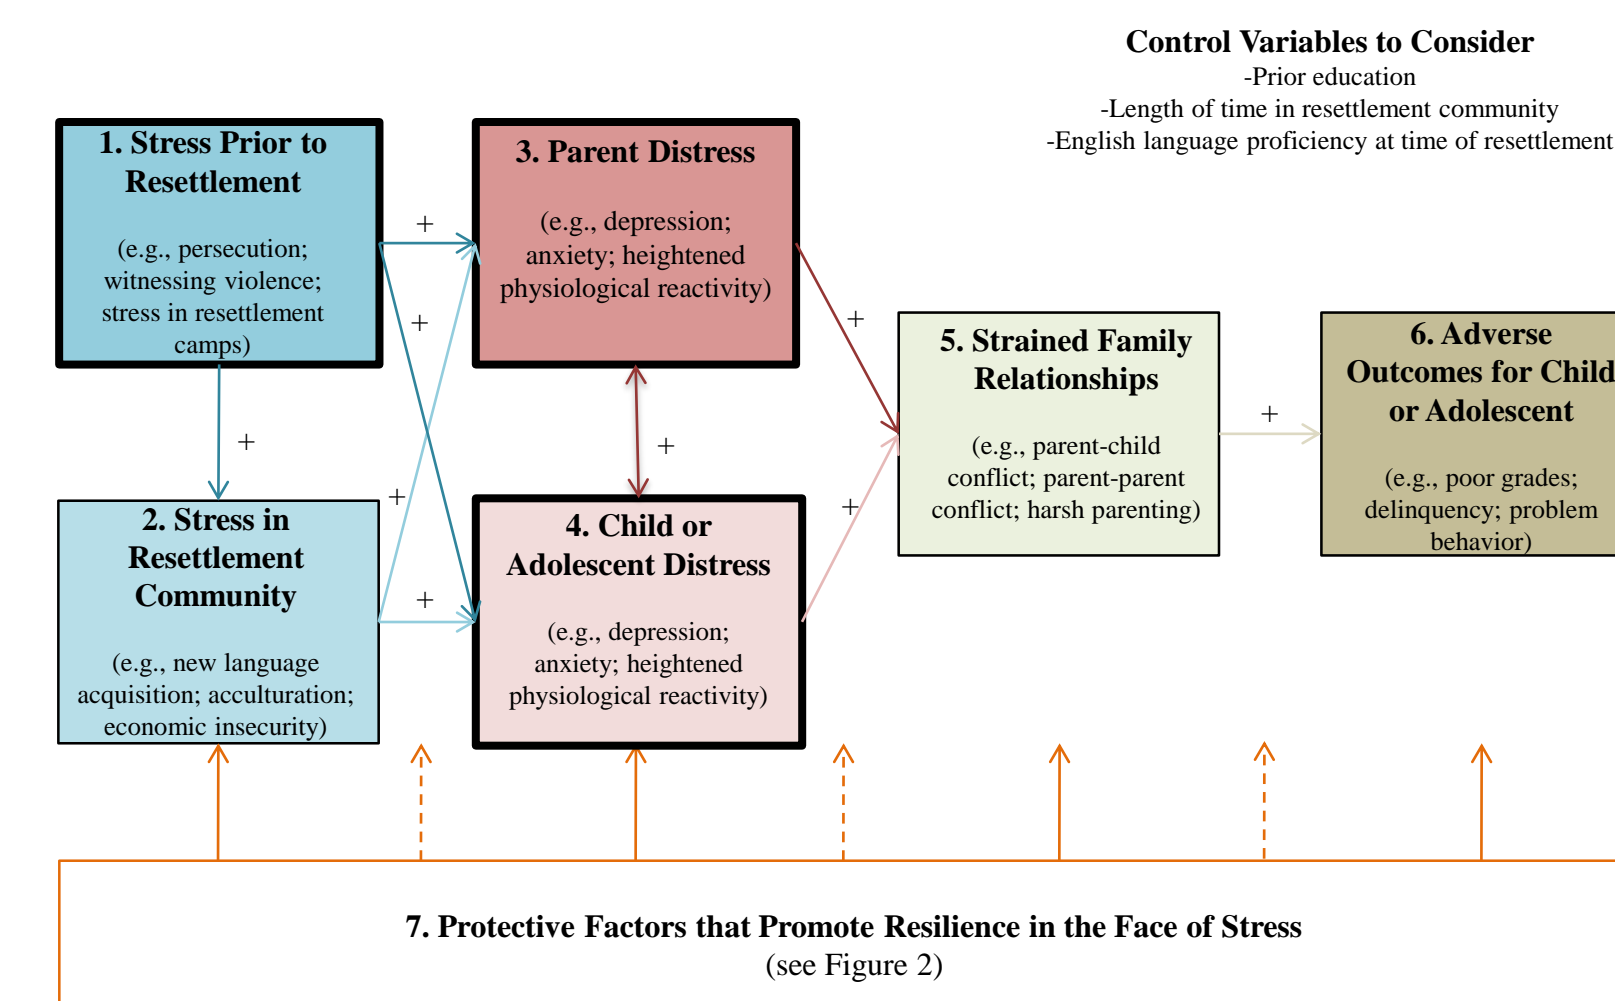 Control Variables to Consider
-Prior education
-Length of time in resettlement community
-English language proficiency at time of resettlement
1. Stress Prior to
Resettlement
(e.g., persecution;
witnessing violence;
stress in resettlement
camps)
+
+
+
+
+
3. Parent Distress
(e.g., depression;
anxiety; heightened
physiological reactivity)
+
+
+
2. Stress in
Resettlement
Community
(e.g., new language
acquisition; acculturation;
economic insecurity)
4. Child or
Adolescent Distress
(e.g., depression;
anxiety; heightened
physiological reactivity)
5. Strained Family
Relationships
(e.g., parent-child
conflict; parent-parent
conflict; harsh parenting)
+
6. Adverse
Outcomes for Child
or Adolescent
(e.g., poor grades;
delinquency; problem
behavior)
7. Protective Factors that Promote Resilience in the Face of Stress
(see Figure 2)